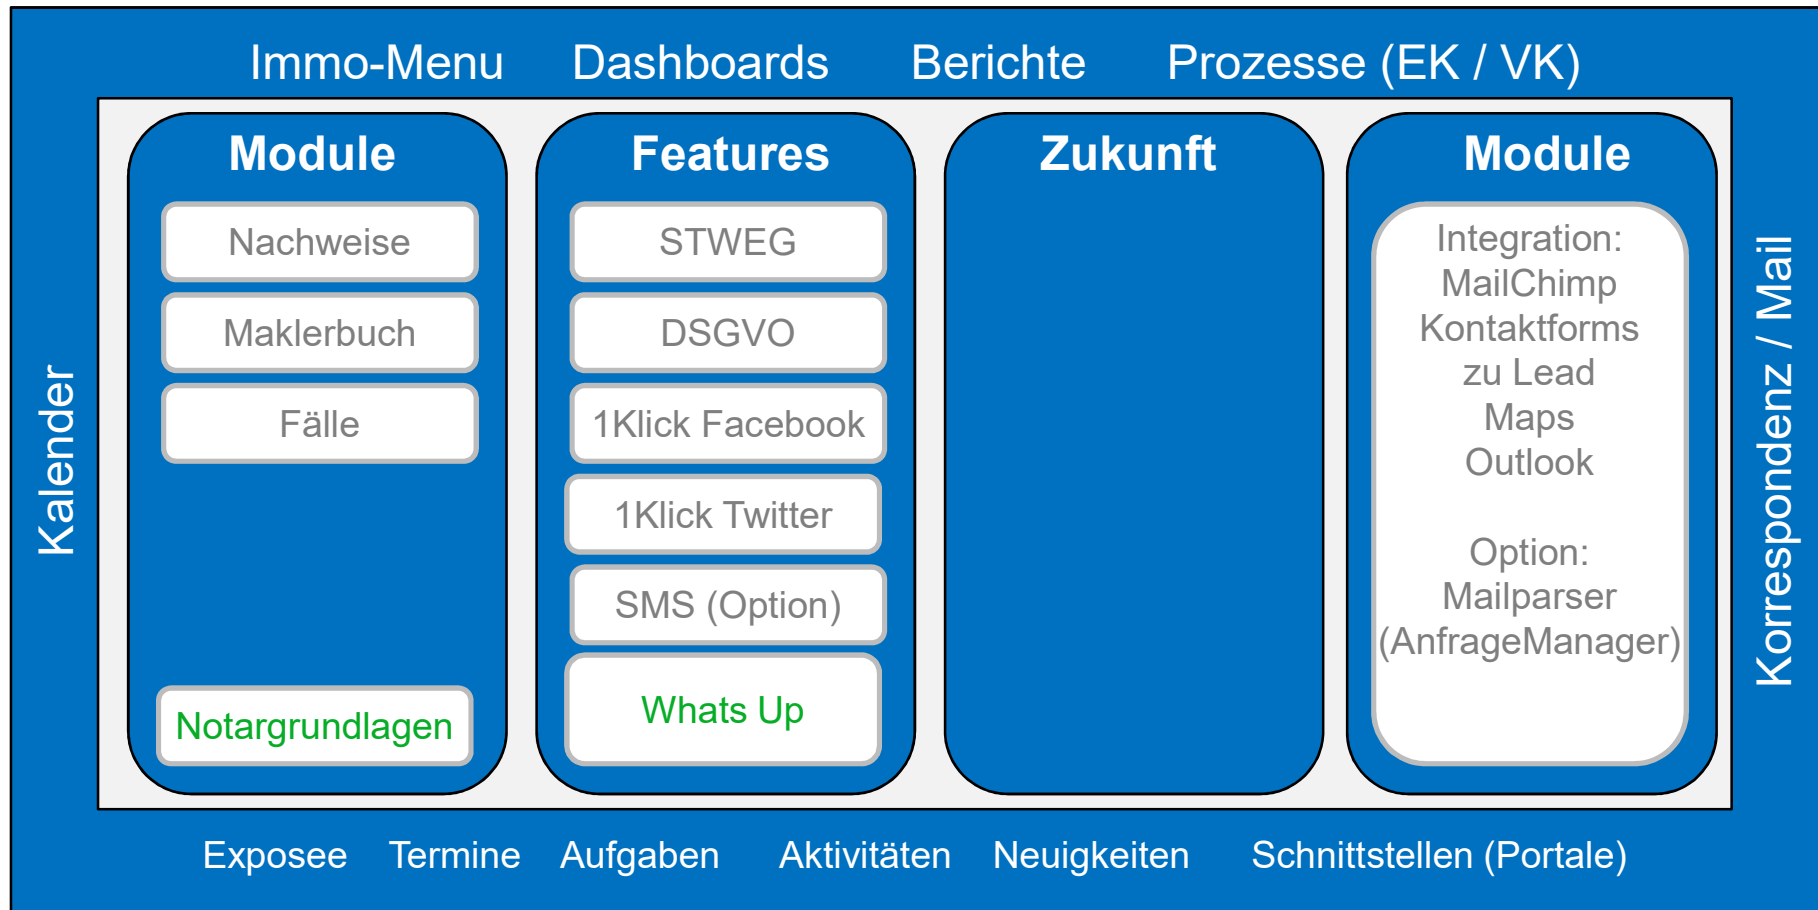 Immo-Menu Dashboards Berichte Prozesse (EK / VK)
Kalender
Module
Nachweise
Maklerbuch
Fälle
Notargrundlagen
Features
STWEG
DSGVO
1Klick Facebook
1Klick Twitter
SMS (Option)
Whats Up
Zukunft
Module
Integration:
MailChimp
Kontaktforms
zu Lead
Maps
Outlook
Option:
Mailparser
(AnfrageManager)
Korrespondenz / Mail
Exposee Termine Aufgaben Aktivitäten Neuigkeiten Schnittstellen (Portale)